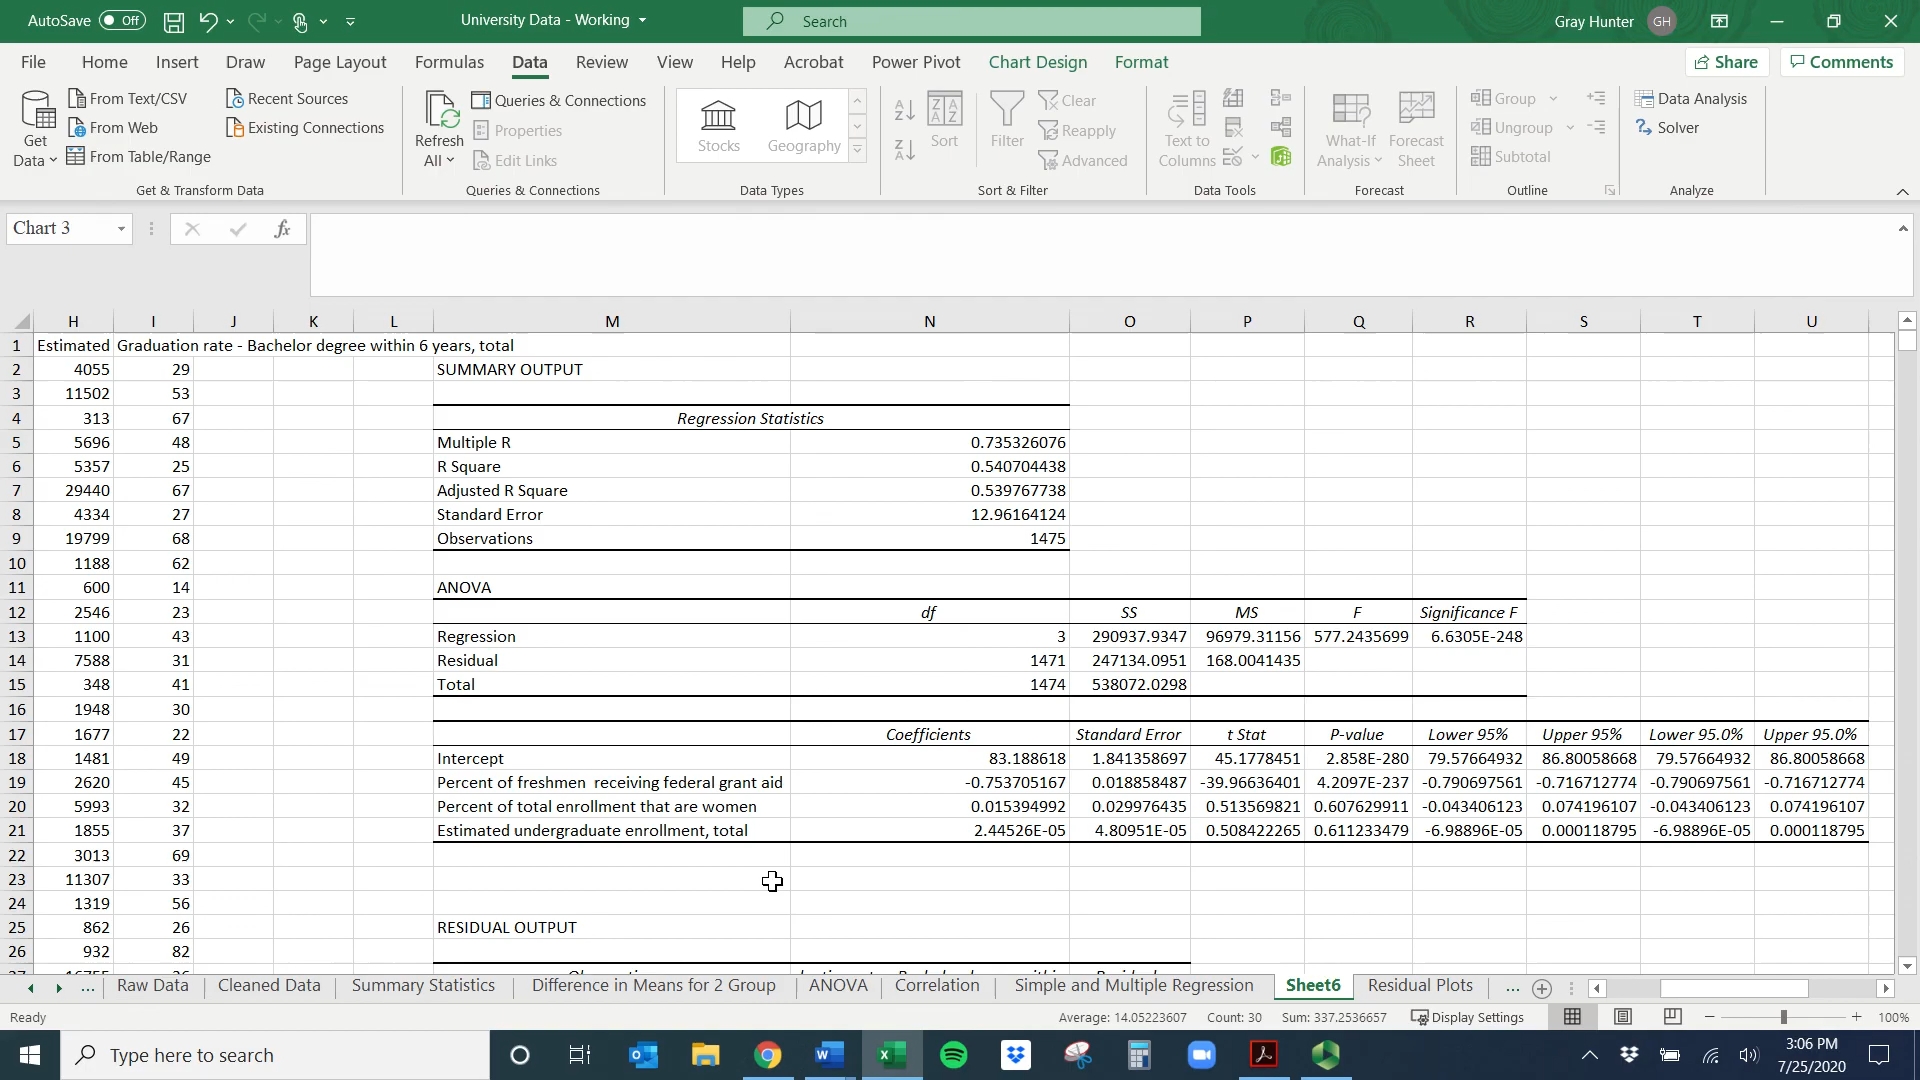 AutoSave Off University Data - Working Search Gray Hunter GH
File Home Insert Draw Page Layout Formulas Data Review View Help Acrobat Power Pivot Chart Design Format Share Comments
Get Data From Text/CSV From Web From Table/Range Recent Sources Existing Connections
Get & Transform Data
Refresh All Queries & Connections Properties Edit Links
Queries & Connections
Stocks Geography
Data Types
Sort Filter Clear Reapply Advanced
Sort & Filter
Text to Columns
Data Tools
What-If Analysis Forecast Sheet
Forecast
Group Ungroup Subtotal
Outline
Data Analysis Solver
Analyze
Chart 3 fx
H I J K L M N O P Q R S T U
1 Estimated Graduation rate - Bachelor degree within 6 years, total
2 4055 29 SUMMARY OUTPUT
3 11502 53
4 313 67 Regression Statistics
5 5696 48 Multiple R 0.735326076
6 5357 25 R Square 0.540704438
7 29440 67 Adjusted R Square 0.539767738
8 4334 27 Standard Error 12.96164124
9 19799 68 Observations 1475
10 1188 62
11 600 14 ANOVA
12 2546 23 df SS MS F Significance F
13 1100 43 Regression 3 290937.9347 96979.31156 577.2435699 6.6305E-248
14 7588 31 Residual 1471 247134.0951 168.0041435
15 348 41 Total 1474 538072.0298
16 1948 30
17 1677 22 Coefficients Standard Error t Stat P-value Lower 95% Upper 95% Lower 95.0% Upper 95.0%
18 1481 49 Intercept 83.188618 1.841358697 45.1778451 2.858E-280 79.57664932 86.80058668 79.57664932 86.80058668
19 2620 45 Percent of freshmen receiving federal grant aid -0.753705167 0.018858487 -39.96636401 4.2097E-237 -0.790697561 -0.716712774 -0.790697561 -0.716712774
20 5993 32 Percent of total enrollment that are women 0.015394992 0.029976435 0.513569821 0.607629911 -0.043406123 0.074196107 -0.043406123 0.074196107
21 1855 37 Estimated undergraduate enrollment, total 2.44526E-05 4.80951E-05 0.508422265 0.611233479 -6.98896E-05 0.000118795 -6.98896E-05 0.000118795
22 3013 69
23 11307 33
24 1319 56
25 862 26 RESIDUAL OUTPUT
26 932 82
... Raw Data Cleaned Data Summary Statistics Difference in Means for 2 Group ANOVA Correlation Simple and Multiple Regression Sheet6 Residual Plots ...
Ready Average: 14.05223607 Count: 30 Sum: 337.2536657 Display Settings 100%
Type here to search 3:06 PM
7/25/2020